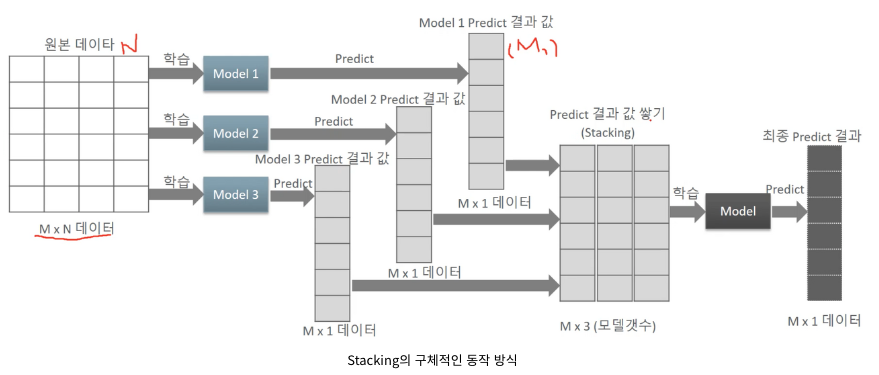 Model 1 Predict 결과 값
원본 데이타 N
(M,1)
학습
Model 1
Predict
Model 2 Predict 결과 값
학습
Model 2
Predict
Predict 결과 값 쌓기
(Stacking)
최종 Predict 결과
Model 3 Predict 결과 값
학습
Model 3
Predict
M x 1 데이터
학습
Model
Predict
M x N 데이터
M x 1 데이터
M x 1 데이터
M x 3 (모델갯수)
M x 1 데이터
Stacking의 구체적인 동작 방식